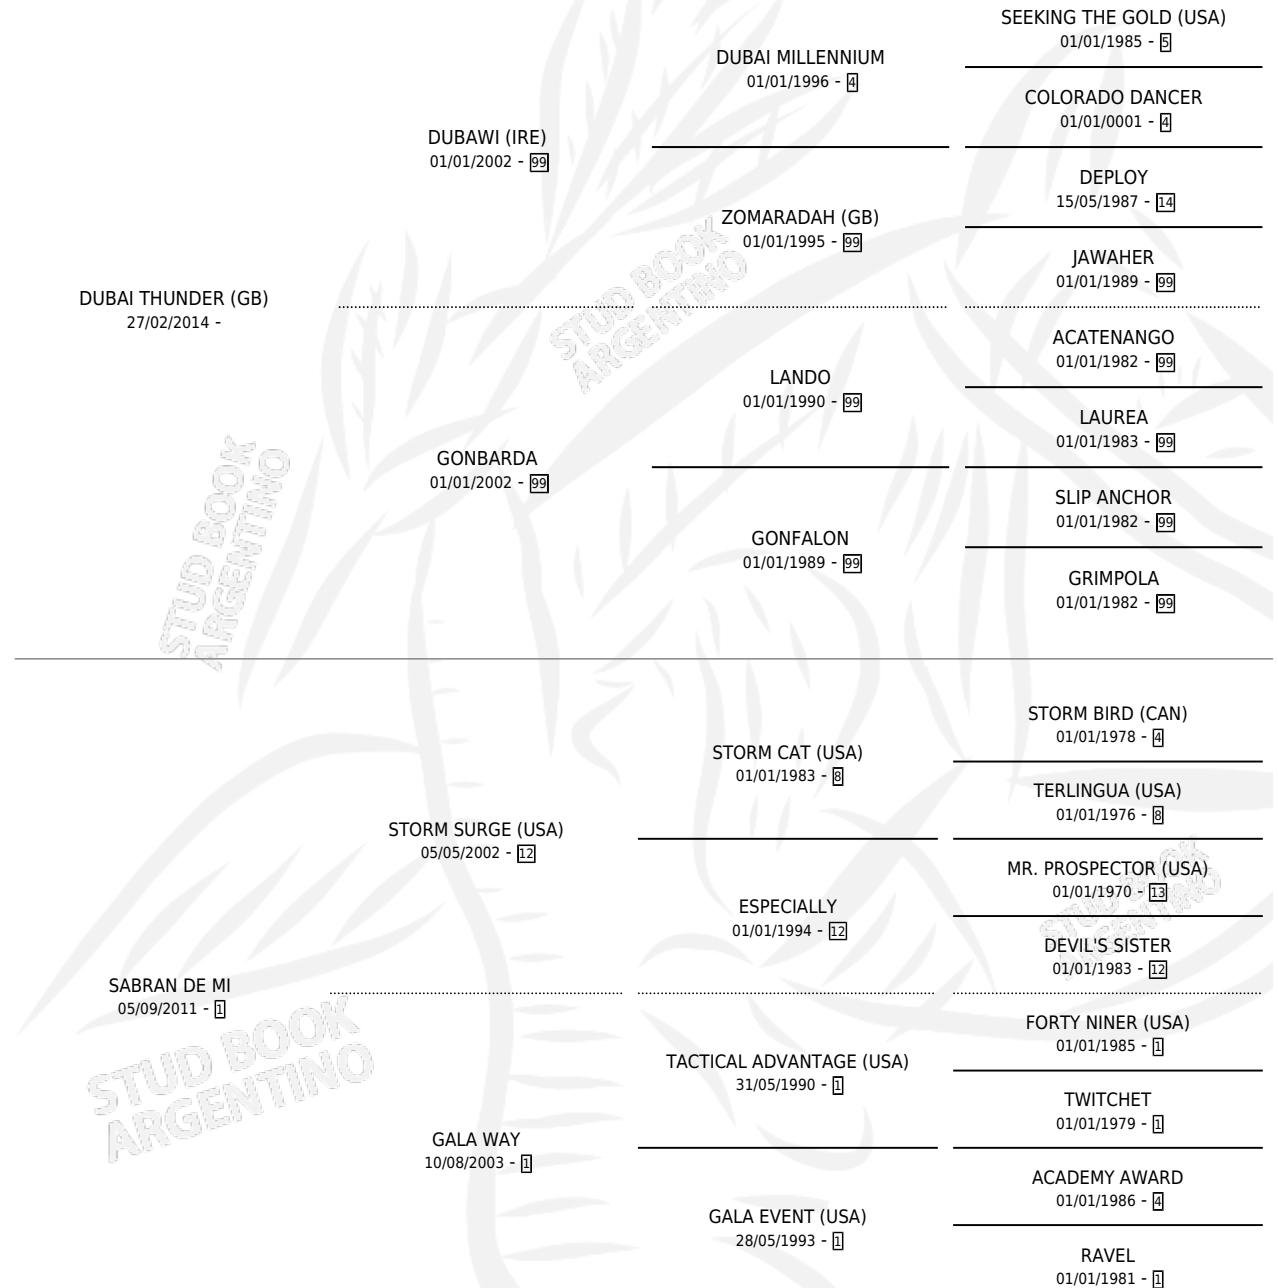 SEEKING THE GOLD (USA)
01/01/1985 - 5
DUBAI MILLENNIUM
01/01/1996 - 4
COLORADO DANCER
01/01/0001 - 4
DUBAWI (IRE)
01/01/2002 - 99
DEPLOY
15/05/1987 - 14
ZOMARADAH (GB)
01/01/1995 - 99
JAWAHER
01/01/1989 - 99
DUBAI THUNDER (GB)
27/02/2014 -
STUD BOOK
ARGENTINO
ACATENANGO
01/01/1982 - 99
LANDO
01/01/1990 - 99
LAUREA
01/01/1983 - 99
GONBARDA
01/01/2002 - 99
SLIP ANCHOR
01/01/1982 - 99
GONFALON
01/01/1989 - 99
GRIMPOLA
01/01/1982 - 99
STUD BOOK
ARGENTINO
STORM BIRD (CAN)
01/01/1978 - 4
STORM CAT (USA)
01/01/1983 - 8
TERLINGUA (USA)
01/01/1976 - 8
STORM SURGE (USA)
05/05/2002 - 12
MR. PROSPECTOR (USA)
01/01/1970 - 13
ESPECIALLY
01/01/1994 - 12
STUD BOOK
ARGENTINO
DEVIL'S SISTER
01/01/1983 - 12
SABRAN DE MI
05/09/2011 - 1
FORTY NINER (USA)
01/01/1985 - 1
TACTICAL ADVANTAGE (USA)
31/05/1990 - 1
STUD BOOK
ARGENTINO
TWITCHET
01/01/1979 - 1
GALA WAY
10/08/2003 - 1
ACADEMY AWARD
01/01/1986 - 4
GALA EVENT (USA)
28/05/1993 - 1
RAVEL
01/01/1981 - 1